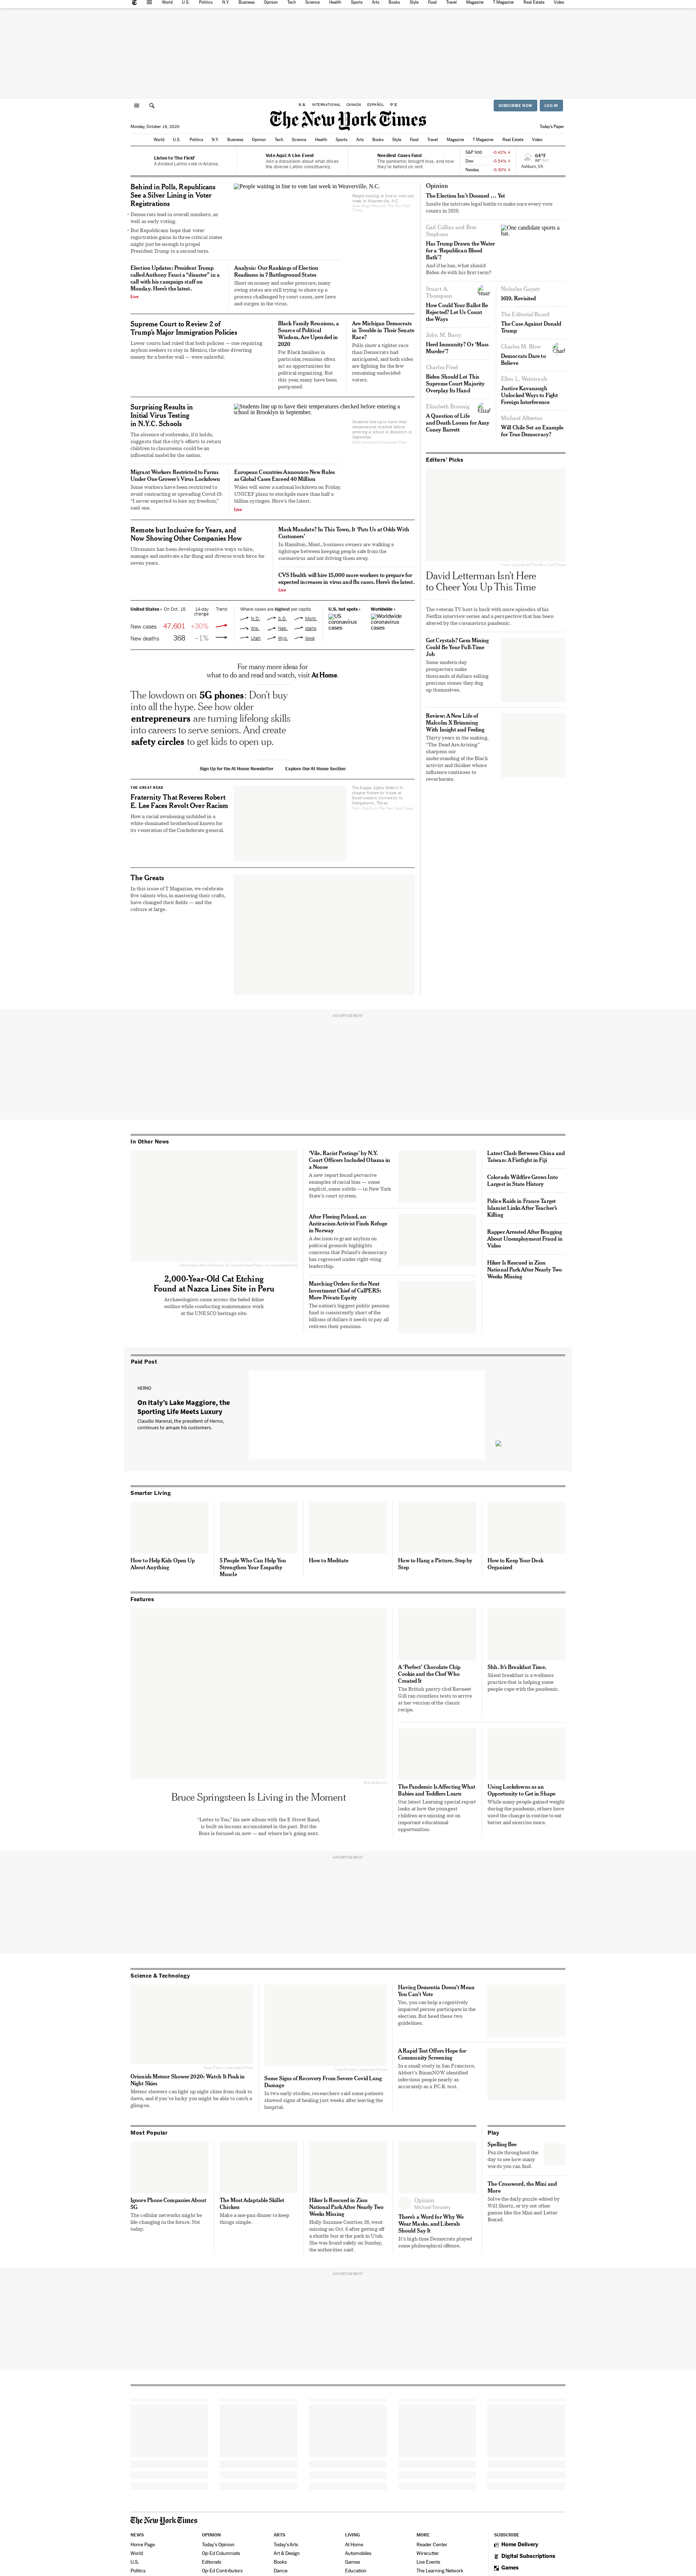 World U.S. Politics N.Y. Business Opinion Tech Science Health Sports Arts Books Style Food Travel Magazine T Magazine Real Estate Video
U.S. INTERNATIONAL CANADA ESPAÑOL 中文
SUBSCRIBE NOW LOG IN
The New York Times
Monday, October 19, 2020
Today's Paper
World U.S. Politics N.Y. Business Opinion Tech Science Health Sports Arts Books Style Food Travel Magazine T Magazine Real Estate Video
Listen to 'The Field'
A divided Latino vote in Arizona.
Vota Aquí: A Live Event
Join a discussion about what drives
the diverse Latino constituency.
Nerdiest Cases Fund
S&P 500 -0.42% ↓
Dow -0.34% ↓
Nasdaq -0.35% ↓
64°F
Ashburn, VA
Behind in Polls, Republicans
See a Silver Lining in Voter
Registrations
• Democrats lead in overall numbers, as
well as early voting.
• But Republicans hope that voter
registration gains in three critical states
might just be enough to propel
President Trump to a second term.
People waiting in line to vote last week in Weaverville, N.C.
People waiting in line to vote last
week in Weaverville, N.C.
Election Updates: President Trump
called Anthony Fauci a "disaster" in a
call with his campaign staff on
Monday. Here's the latest.
Live
Analysis: Our Rankings of Election
Readiness in 7 Battleground States
Short on money and under pressure, many
swing states are still trying to shore up a
process challenged by court cases, new laws
and surges in the virus.
Supreme Court to Review 2 of
Trump's Major Immigration Policies
Lower courts had ruled that both policies — one requiring
asylum seekers to stay in Mexico, the other diverting
money for a border wall — were unlawful.
Black Family Reunions, a
Source of Political
Wisdom, Are Upended in
2020
For Black families in
particular, reunions often
act as opportunities for
political organizing. But
this year, many have been
postponed.
Are Michigan Democrats
in Trouble in Their Senate
Race?
Polls show a tighter race
than Democrats had
anticipated, and both sides
are fighting for the few
remaining undecided
voters.
Surprising Results in
Initial Virus Testing
in N.Y.C. Schools
The absence of outbreaks, if it holds,
suggests that the city's efforts to return
children to classrooms could be an
influential model for the nation.
Students line up to have their temperatures checked before entering a
school in Brooklyn in September.
Students line up to have their
temperatures checked before
entering a school in Brooklyn in
September.
Migrant Workers Restricted to Farms
Under One Grower's Virus Lockdown
Some workers have been restricted to
avoid contracting or spreading Covid-19.
"I nerve expected to lose my freedom,"
said one.
European Countries Announce New Rules
as Global Cases Exceed 40 Million
Wales will enter a national lockdown on Friday.
UNICEF plans to stockpile more than half a
billion syringes. Here's the latest.
Live
Remote but Inclusive for Years, and
Now Showing Other Companies How
Ultranauts has been developing creative ways to hire,
manage and motivate a far-flung and diverse work force for
seven years.
Mask Mandate? In This Town, It 'Puts Us at Odds With
Customers'
In Hamilton, Mont., business owners are walking a
tightrope between keeping people safe from the
coronavirus and not driving them away.
CVS Health will hire 15,000 more workers to prepare for
expected increases in virus and flu cases. Here's the latest.
Live
United States › On Oct. 18 14-day change Trend
New cases 47,601 +30%
New deaths 368 −1%
Where cases are highest per capita
N.D. S.D. Mont.
Wis. Neb. Idaho
Utah Wyo. Iowa
U.S. hot spots ›
US coronavirus cases
Worldwide ›
Worldwide coronavirus cases
For many more ideas for
what to do and read and watch, visit At Home.
The lowdown on 5G phones: Don't buy
into all the hype. See how older
entrepreneurs are turning lifelong skills
into careers to serve seniors. And create
safety circles to get kids to open up.
Sign Up for the At Home Newsletter Explore Our At Home Section
THE GREAT READ
Fraternity That Reveres Robert
E. Lee Faces Revolt Over Racism
How a racial awakening unfolded in a
white-dominated brotherhood known for
its veneration of the Confederate general.
The Kappa Alpha Order's Xi
chapter fraternity house at
Southwestern University in
Georgetown, Texas.
The Greats
In this issue of T Magazine, we celebrate
five talents who, in mastering their crafts,
have changed their fields — and the
culture at large.
Opinion
The Election Isn't Doomed … Yet
Inside the intricate legal battle to make sure every vote
counts in 2020.
Gail Collins and Bret
Stephens
Has Trump Drawn the Water
for a 'Republican Blood
Bath'?
And if he has, what should
Biden do with his first term?
One candidate sports a
hat.
Stuart A.
Thompson
How Could Your Ballot Be
Rejected? Let Us Count
the Ways
Nicholas Guyatt
1619, Revisited
The Editorial Board
The Case Against Donald
Trump
John M. Barry
Herd Immunity? Or 'Mass
Murder'?
Charles M. Blow
Democrats Dare to
Believe
Charles Fried
Biden Should Let This
Supreme Court Majority
Overplay Its Hand
Ellen L. Weintraub
Justice Kavanaugh
Unlocked Ways to Fight
Foreign Interference
Elizabeth Bruenig
A Question of Life
and Death Looms for Amy
Coney Barrett
Michael Albertus
Will Chile Set an Example
for True Democracy?
Editors' Picks
David Letterman Isn't Here
to Cheer You Up This Time
The veteran TV host is back with more episodes of his
Netflix interview series and a perspective that has been
altered by the coronavirus pandemic.
Got Crystals? Gem Mining
Could Be Your Full-Time
Job
Some modern-day
prospectors make
thousands of dollars selling
precious stones they dug
up themselves.
Review: A New Life of
Malcolm X Brimming
With Insight and Feeling
Thirty years in the making,
"The Dead Are Arising"
sharpens our
understanding of the Black
activist and thinker whose
influence continues to
reverberate.
ADVERTISEMENT
In Other News
2,000-Year-Old Cat Etching
Found at Nazca Lines Site in Peru
Archaeologists came across the faded feline
outline while conducting maintenance work
at the UNESCO heritage site.
'Vile, Racist Postings' by N.Y.
Court Officers Included Obama in
a Noose
A new report found pervasive
examples of racial bias — some
explicit, some subtle — in New York
State's court system.
After Fleeing Poland, an
Antiracism Activist Finds Refuge
in Norway
A decision to grant asylum on
political grounds highlights
concerns that Poland's democracy
has regressed under right-wing
leadership.
Marching Orders for the Next
Investment Chief of CalPERS:
More Private Equity
The nation's biggest public pension
fund is consistently short of the
billions of dollars it needs to pay all
retirees their pensions.
Latest Clash Between China and
Taiwan: A Fistfight in Fiji
Colorado Wildfire Grows Into
Largest in State History
Police Raids in France Target
Islamist Links After Teacher's
Killing
Rapper Arrested After Bragging
About Unemployment Fraud in
Video
Hiker Is Rescued in Zion
National Park After Nearly Two
Weeks Missing
Paid Post
HERNO
On Italy's Lake Maggiore, the
Sporting Life Meets Luxury
Claudio Marenzi, the president of Herno,
continues to amaze his customers.
Smarter Living
How to Help Kids Open Up
About Anything
5 People Who Can Help You
Strengthen Your Empathy
Muscle
How to Meditate
How to Hang a Picture, Step by
Step
How to Keep Your Desk
Organized
Features
Bruce Springsteen Is Living in the Moment
"Letter to You," his new album with the E Street Band,
is built on lessons accumulated in the past. But the
Boss is focused on now — and where he's going next.
A 'Perfect' Chocolate Chip
Cookie and the Chef Who
Created It
The British pastry chef Ravneet
Gill ran countless tests to arrive
at her version of the classic
recipe.
Shh. It's Breakfast Time.
Silent breakfast is a wellness
practice that is helping some
people cope with the pandemic.
The Pandemic Is Affecting What
Babies and Toddlers Learn
Our latest Learning special report
looks at how the youngest
children are missing out on
important educational
opportunities.
Using Lockdowns as an
Opportunity to Get in Shape
While many people gained weight
during the pandemic, others have
used the change in routine to eat
better and exercise more.
ADVERTISEMENT
Science & Technology
Orionids Meteor Shower 2020: Watch It Peak in
Night Skies
Meteor showers can light up night skies from dusk to
dawn, and if you're lucky you might be able to catch a
glimpse.
Some Signs of Recovery From Severe Covid Lung
Damage
In two early studies, researchers said some patients
showed signs of healing just weeks after leaving the
hospital.
Having Dementia Doesn't Mean
You Can't Vote
Yes, you can help a cognitively
impaired person participate in the
election. But heed these two
guidelines.
A Rapid Test Offers Hope for
Community Screening
In a small study in San Francisco,
Abbott's BinaxNOW identified
infectious people nearly as
accurately as a P.C.R. test.
Most Popular
Ignore Phone Companies About
5G
The cellular networks might be
life-changing in the future. Not
today.
The Most Adaptable Skillet
Chicken
Make a one-pan dinner to keep
things simple.
Hiker Is Rescued in Zion
National Park After Nearly Two
Weeks Missing
Holly Suzanne Courtier, 38, went
missing on Oct. 6 after getting off
a shuttle bus at the park in Utah.
She was found safely on Sunday,
the authorities said.
Opinion
Michael Tomasky
There's a Word for Why We
Wear Masks, and Liberals
Should Say It
It's high time Democrats played
some philosophical offense.
Play
Spelling Bee
Puzzle throughout the
day to see how many
words you can find.
The Crossword, the Mini and
More
Solve the daily puzzle edited by
Will Shortz, or try out other
games like the Mini and Letter
Boxed.
ADVERTISEMENT
The New York Times
NEWS
Home Page
World
U.S.
Politics
OPINION
Today's Opinion
Op-Ed Columnists
Editorials
Op-Ed Contributors
ARTS
Today's Arts
Art & Design
Books
Dance
LIVING
At Home
Automobiles
Games
Education
MORE
Reader Center
Wirecutter
Live Events
The Learning Network
SUBSCRIBE
Home Delivery
Digital Subscriptions
Games